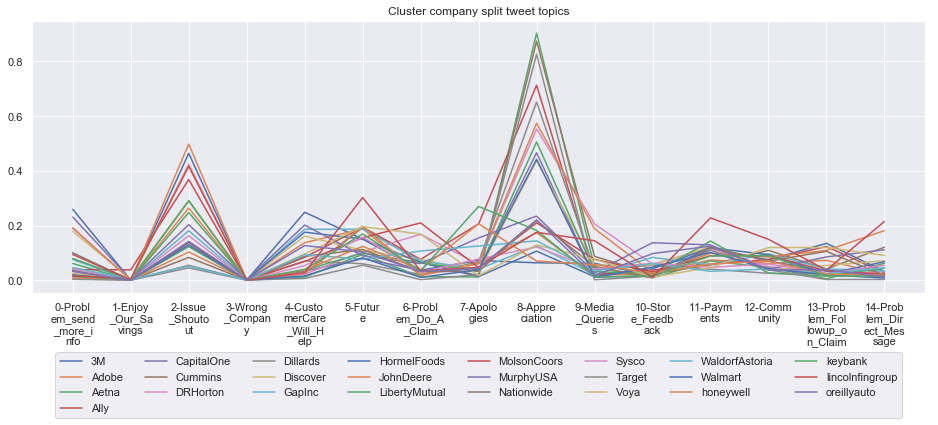 Cluster company split tweet topics
0.8
0.6
0.4
0.2
0.0
0-Probl
em_send
_more_i
nfo
1-Enjoy
_Our_Sa
vings
2-Issue
_Shouto
ut
3-Wrong
_Compan
y
4-Custo
merCare
_Will_H
elp
5-Futur
e
6-Probl
em_Do_A
_Claim
7-Apolo
gies
8-Appre
ciation
9-Media
_Querie
s
10-Stor
e_Feedb
ack
11-Paym
ents
12-Comm
unity
13-Prob
lem_Fol
lowup_o
n_Claim
14-Prob
lem_Dir
ect_Mes
sage
3M
Adobe
Aetna
Ally
CapitalOne
Cummins
DRHorton
Dillards
Discover
GapInc
HormelFoods
JohnDeere
LibertyMutual
MolsonCoors
MurphyUSA
Nationwide
Sysco
Target
Voya
WaldorfAstoria
Walmart
honeywell
keybank
lincolnfingroup
oreillyauto